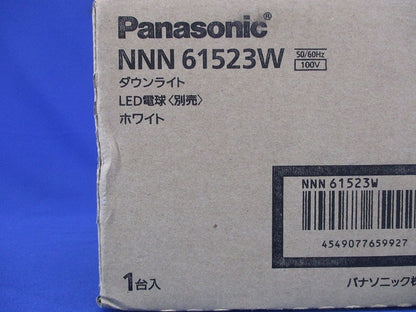 Panasonic®
NNN 61523W 50/60Hz 100V
ダウンライト
LED電球〈別売〉
ホワイト
NNN 61523W
4549077659927
1台入
パナソニック株